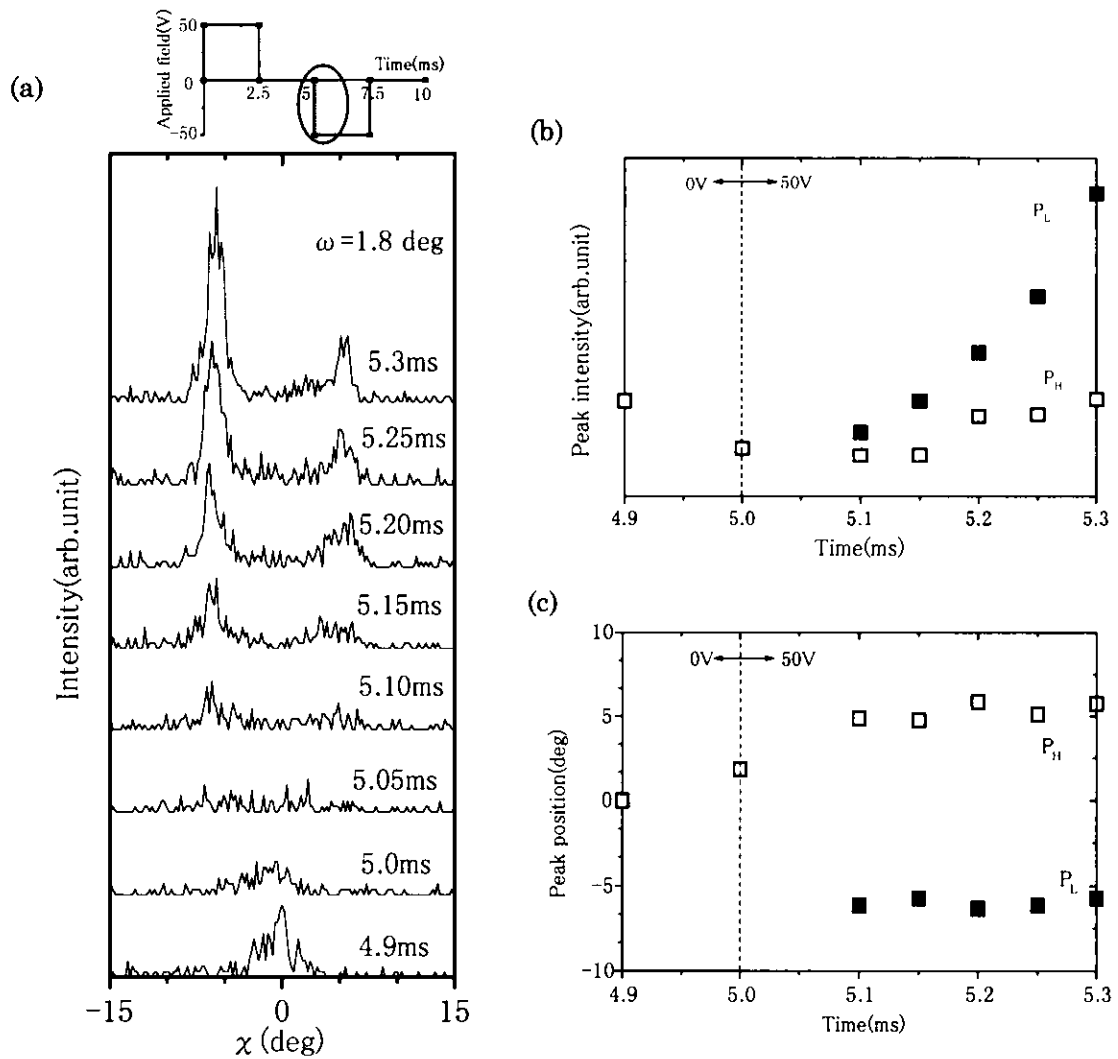 (a)
Applied field(V)
50
0
-50
Time(ms)
2.5
5
7.5
10
Intensity(arb.unit)
ω=1.8 deg
5.3ms
5.25ms
5.20ms
5.15ms
5.10ms
5.05ms
5.0ms
4.9ms
-15
0
15
χ (deg)
(b)
Peak intensity(arb.unit)
0V
50V
P_L
P_H
4.9
5.0
5.1
5.2
5.3
Time(ms)
(c)
Peak position(deg)
10
5
0
-5
-10
0V
50V
P_H
P_L
4.9
5.0
5.1
5.2
5.3
Time(ms)